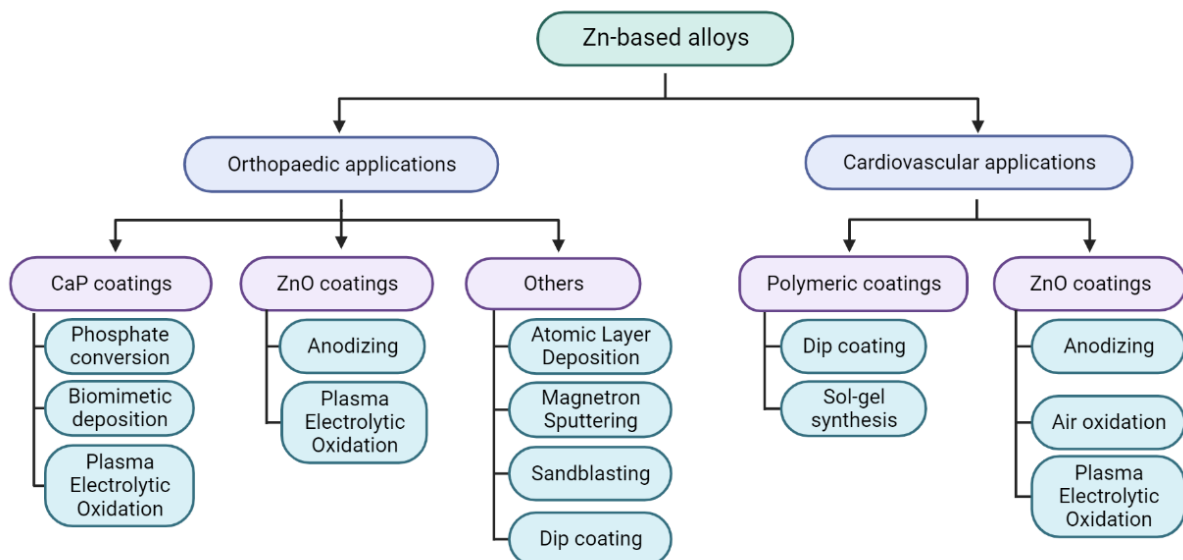 Zn-based alloys
Orthopaedic applications
Cardiovascular applications
CaP coatings
ZnO coatings
Others
Polymeric coatings
ZnO coatings
Phosphate
conversion
Biomimetic
deposition
Plasma
Electrolytic
Oxidation
Anodizing
Plasma
Electrolytic
Oxidation
Atomic Layer
Deposition
Magnetron
Sputtering
Sandblasting
Dip coating
Dip coating
Sol-gel
synthesis
Anodizing
Air oxidation
Plasma
Electrolytic
Oxidation